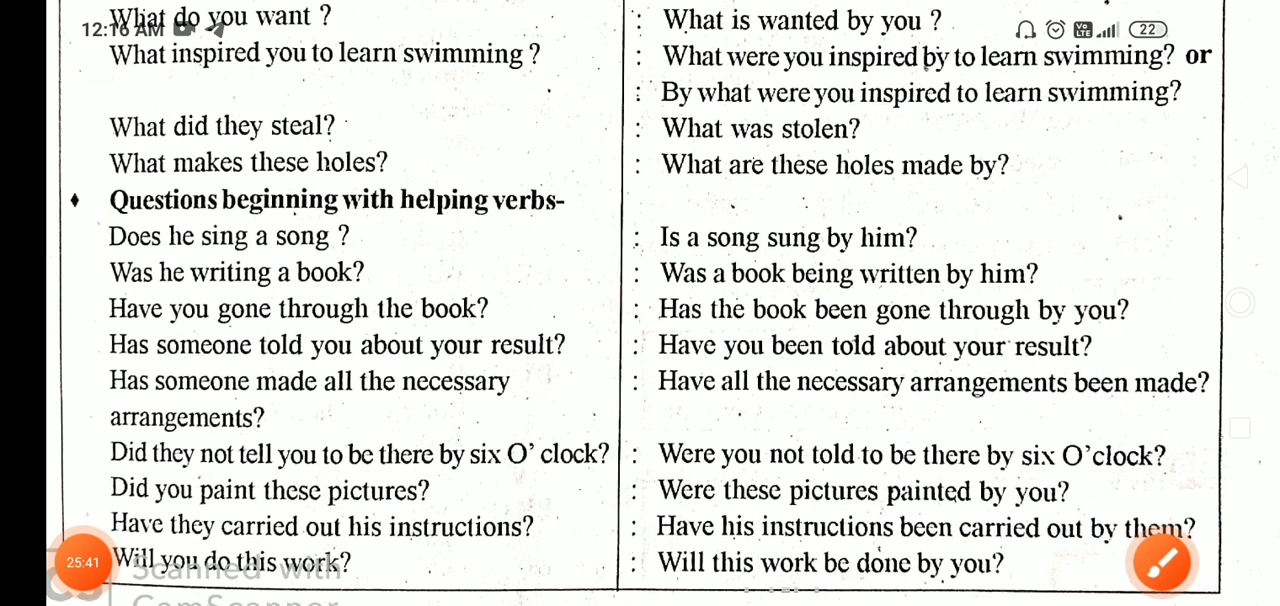 What do you want ? : What is wanted by you ?
12:16 AM VoLTE 22
What inspired you to learn swimming ? : What were you inspired by to learn swimming? or
: By what were you inspired to learn swimming?
What did they steal? : What was stolen?
What makes these holes? : What are these holes made by?
♦ Questions beginning with helping verbs-
Does he sing a song ? : Is a song sung by him?
Was he writing a book? : Was a book being written by him?
Have you gone through the book? : Has the book been gone through by you?
Has someone told you about your result? : Have you been told about your result?
Has someone made all the necessary : Have all the necessary arrangements been made?
arrangements?
Did they not tell you to be there by six O' clock? : Were you not told to be there by six O'clock?
Did you paint these pictures? : Were these pictures painted by you?
Have they carried out his instructions? : Have his instructions been carried out by them?
25:41 Will you do this work? : Will this work be done by you?
Scanned with
CS CamScanner